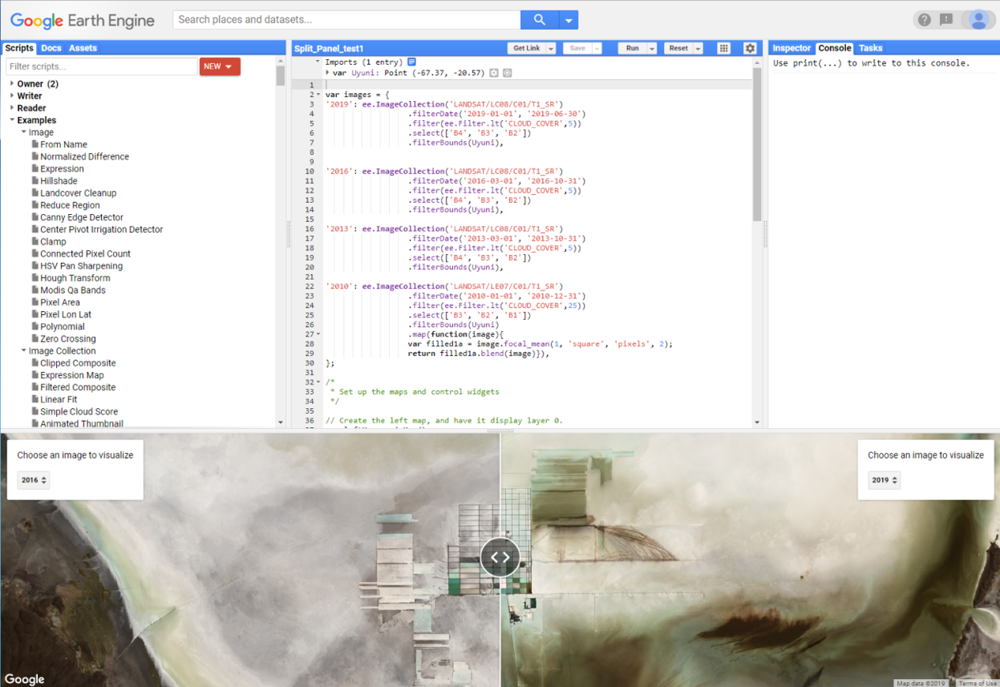 Google Earth Engine
Search places and datasets...
Scripts Docs Assets
Filter scripts...
NEW
Owner (2)
Writer
Reader
Examples
Image
From Name
Normalized Difference
Expression
Hillshade
Landcover Cleanup
Reduce Region
Canny Edge Detector
Center Pivot Irrigation Detector
Clamp
Connected Pixel Count
HSV Pan Sharpening
Hough Transform
Modis Qa Bands
Pixel Area
Pixel Lon Lat
Polynomial
Zero Crossing
Image Collection
Clipped Composite
Expression Map
Filtered Composite
Linear Fit
Simple Cloud Score
Animated Thumbnail
Split_Panel_test1
Get Link Save Run Reset
Imports (1 entry)
var Uyuni: Point (-67.37, -20.57)
1
2 var images = {
3 '2019': ee.ImageCollection('LANDSAT/LC08/C01/T1_SR')
4 .filterDate('2019-01-01', '2019-06-30')
5 .filter(ee.Filter.lt('CLOUD_COVER',5))
6 .select(['B4', 'B3', 'B2'])
7 .filterBounds(Uyuni),
8
9
10 '2016': ee.ImageCollection('LANDSAT/LC08/C01/T1_SR')
11 .filterDate('2016-03-01', '2016-10-31')
12 .filter(ee.Filter.lt('CLOUD_COVER',5))
13 .select(['B4', 'B3', 'B2'])
14 .filterBounds(Uyuni),
15
16 '2013': ee.ImageCollection('LANDSAT/LC08/C01/T1_SR')
17 .filterDate('2013-03-01', '2013-10-31')
18 .filter(ee.Filter.lt('CLOUD_COVER',5))
19 .select(['B4', 'B3', 'B2'])
20 .filterBounds(Uyuni),
21
22 '2010': ee.ImageCollection('LANDSAT/LE07/C01/T1_SR')
23 .filterDate('2010-01-01', '2010-12-31')
24 .filter(ee.Filter.lt('CLOUD_COVER',25))
25 .select(['B3', 'B2', 'B1'])
26 .filterBounds(Uyuni)
27 .map(function(image){
28 var filled1a = image.focal_mean(1, 'square', 'pixels', 2);
29 return filled1a.blend(image)}),
30 };
31
32 /*
33 * Set up the maps and control widgets
34 */
35
36 // Create the left map, and have it display layer 0.
Inspector Console Tasks
Use print(...) to write to this console.
Choose an image to visualize
2016
Choose an image to visualize
2019
Google
Map data ©2019 Terms of Use